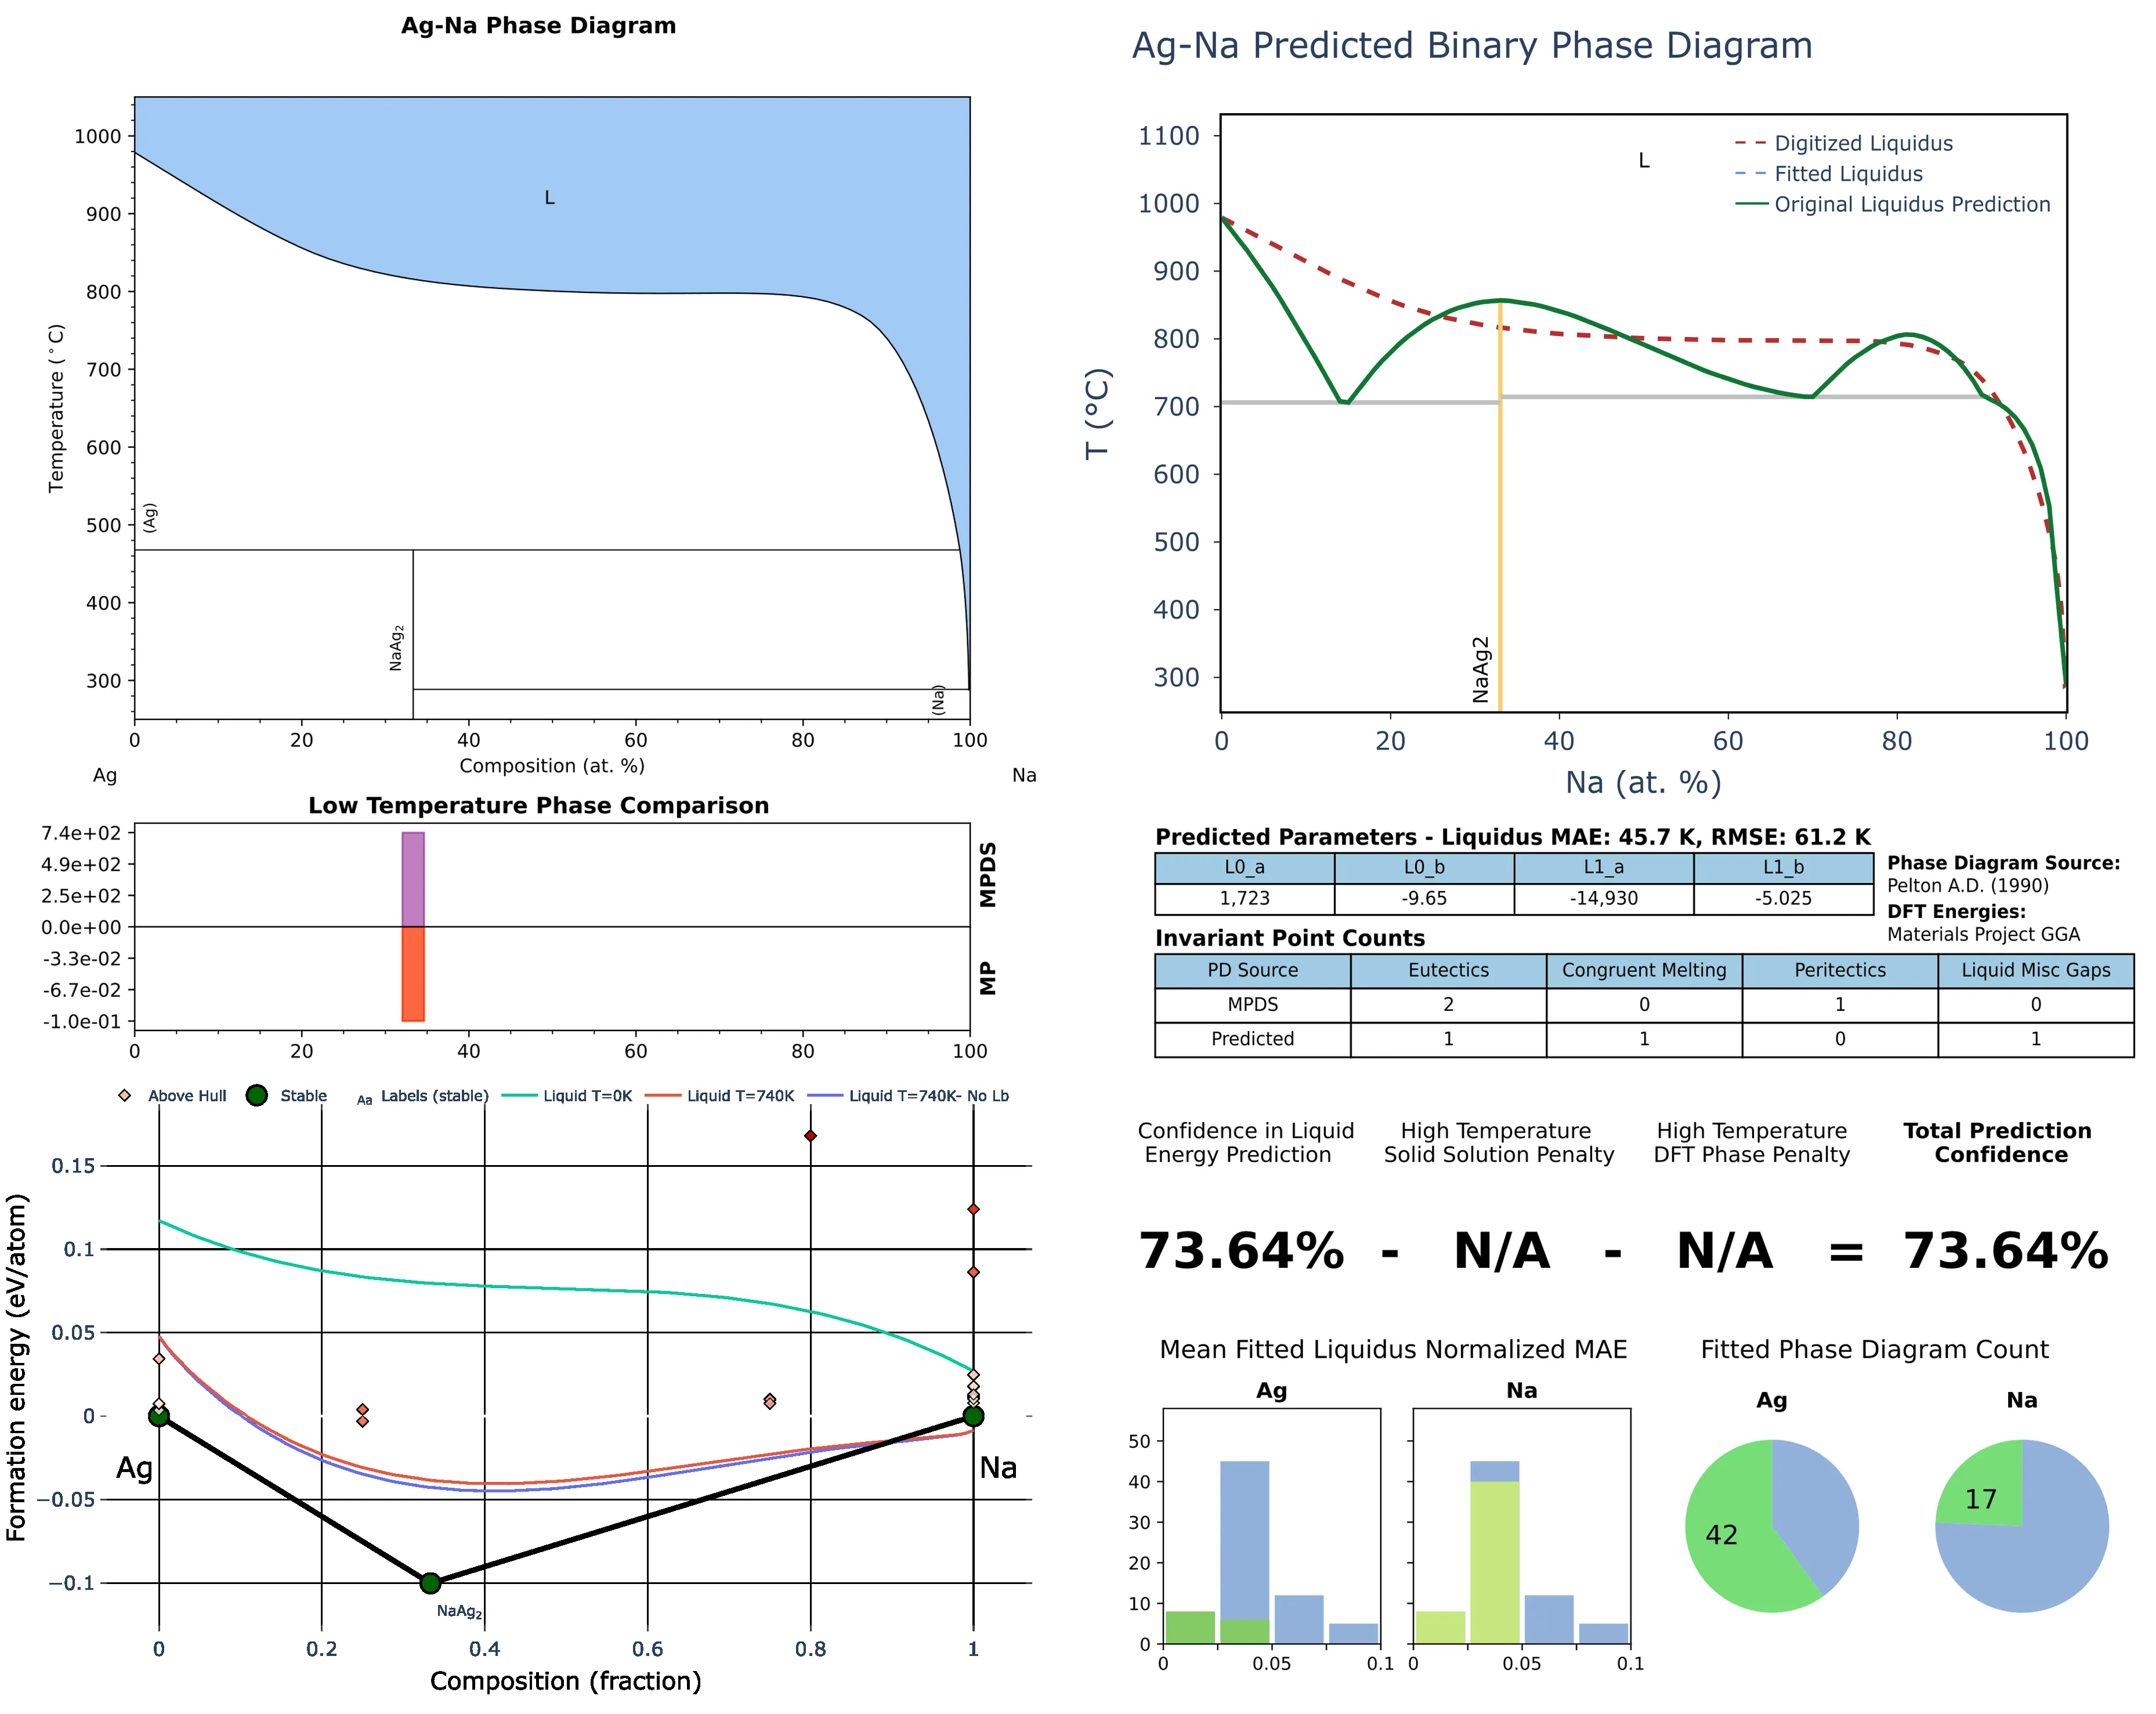 Ag-Na Phase Diagram
1000
900
800
700
600
500
400
300
Temperature (°C)
L
(Ag)
NaAg2
(Na)
0 20 40 60 80 100
Composition (at. %)
Ag Na
Low Temperature Phase Comparison
7.4e+02
4.9e+02
2.5e+02
0.0e+00
-3.3e-02
-6.7e-02
-1.0e-01
MPDS
MP
0 20 40 60 80 100
Above Hull Stable Aa Labels (stable) Liquid T=0K Liquid T=740K Liquid T=740K- No Lb
0.15
0.1
0.05
0
−0.05
−0.1
Formation energy (eV/atom)
Ag Na
NaAg2
0 0.2 0.4 0.6 0.8 1
Composition (fraction)
Ag-Na Predicted Binary Phase Diagram
1100
1000
900
800
700
600
500
400
300
T (°C)
L
Digitized Liquidus
Fitted Liquidus
Original Liquidus Prediction
NaAg2
0 20 40 60 80 100
Na (at. %)
Predicted Parameters - Liquidus MAE: 45.7 K, RMSE: 61.2 K
L0_a L0_b L1_a L1_b
1,723 -9.65 -14,930 -5.025
Phase Diagram Source:
Pelton A.D. (1990)
DFT Energies:
Materials Project GGA
Invariant Point Counts
PD Source Eutectics Congruent Melting Peritectics Liquid Misc Gaps
MPDS 2 0 1 0
Predicted 1 1 0 1
Confidence in Liquid
Energy Prediction
High Temperature
Solid Solution Penalty
High Temperature
DFT Phase Penalty
Total Prediction
Confidence
73.64% - N/A - N/A = 73.64%
Mean Fitted Liquidus Normalized MAE
Ag Na
50
40
30
20
10
0
0 0.05 0.1
0 0.05 0.1
Fitted Phase Diagram Count
Ag Na
42
17